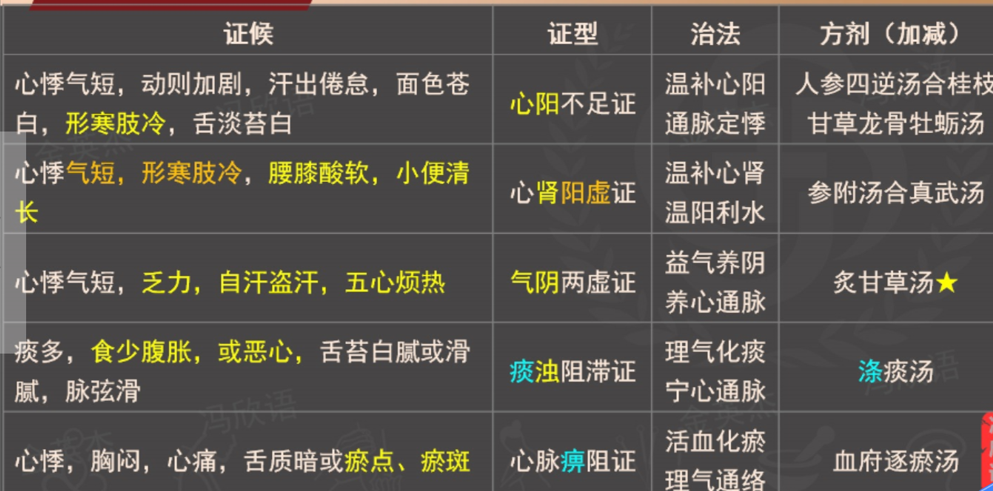 证候 证型 治法 方剂（加减）
心悸气短，动则加剧，汗出倦怠，面色苍
白，形寒肢冷，舌淡苔白
心阳不足证
温补心阳
通脉定悸
人参四逆汤合桂枝
甘草龙骨牡蛎汤
心悸气短，形寒肢冷，腰膝酸软，小便清
长
心肾阳虚证
温补心肾
温阳利水
参附汤合真武汤
心悸气短，乏力，自汗盗汗，五心烦热
气阴两虚证
益气养阴
养心通脉
炙甘草汤★
痰多，食少腹胀，或恶心，舌苔白腻或滑
腻，脉弦滑
痰浊阻滞证
理气化痰
宁心通脉
涤痰汤
心悸，胸闷，心痛，舌质暗或瘀点、瘀斑
心脉痹阻证
活血化瘀
理气通络
血府逐瘀汤
冯欣语